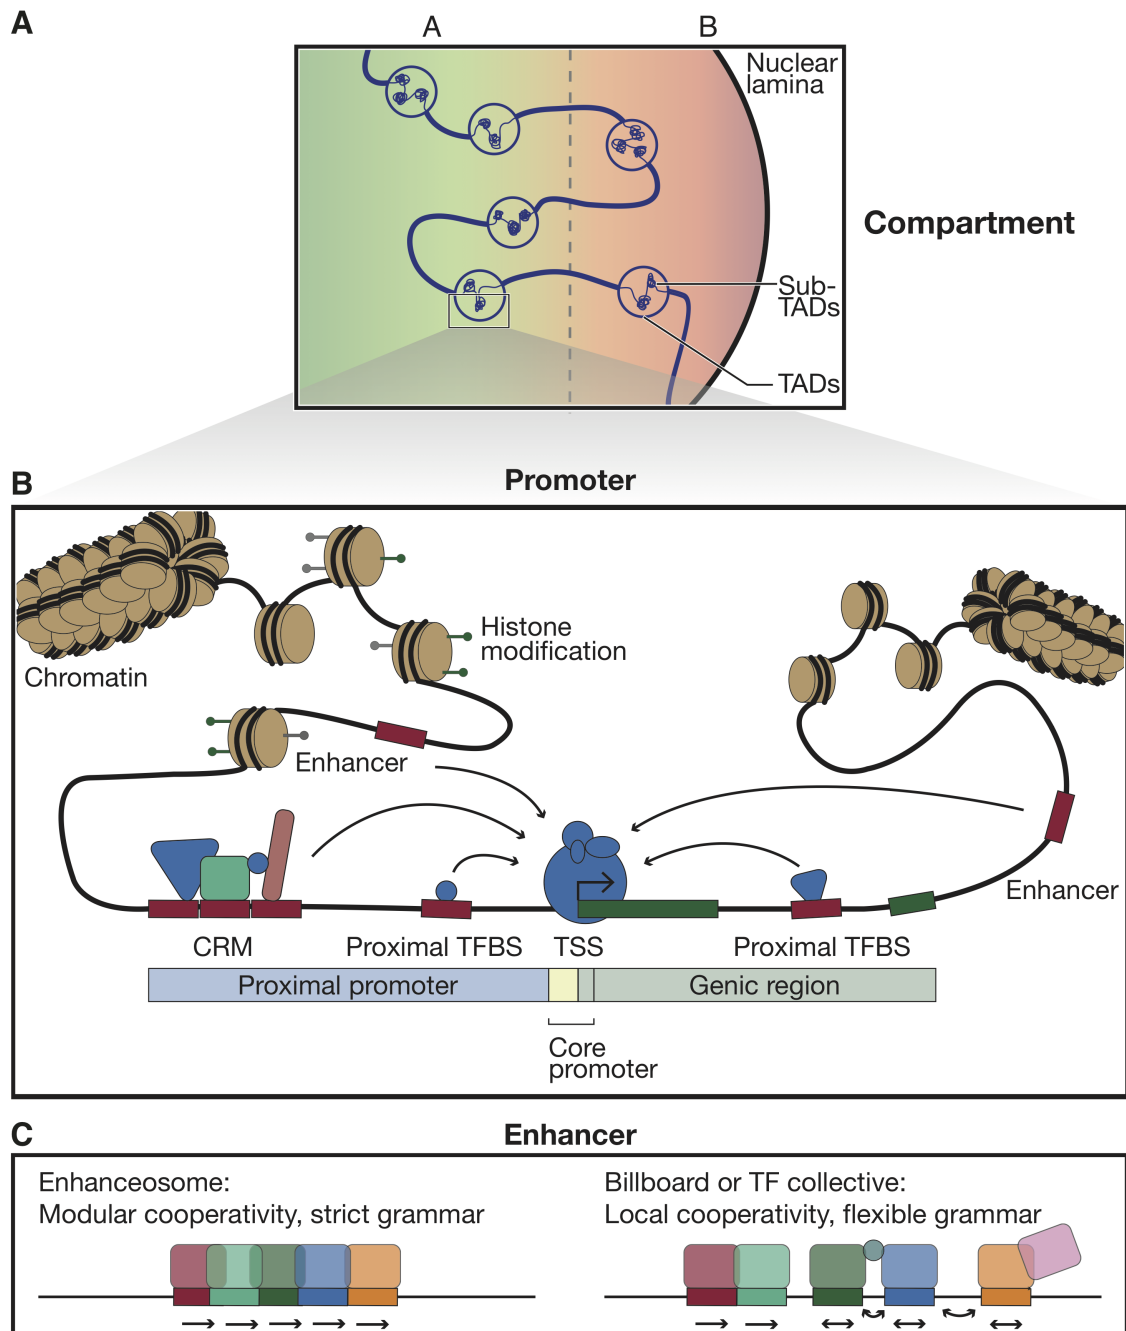 A
A
B
Nuclear
lamina
Compartment
Sub-
TADs
TADs
B
Promoter
Histone
modification
Chromatin
Enhancer
Enhancer
CRM
Proximal TFBS
TSS
Proximal TFBS
Proximal promoter
Genic region
Core
promoter
C
Enhancer
Enhanceosome:
Modular cooperativity, strict grammar
Billboard or TF collective:
Local cooperativity, flexible grammar